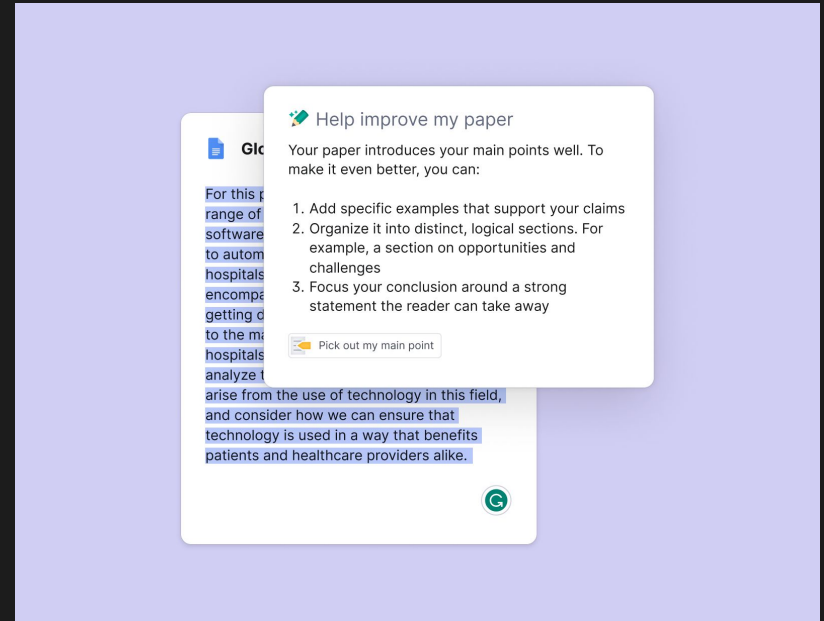 Help improve my paper
Your paper introduces your main points well. To
make it even better, you can:
1. Add specific examples that support your claims
2. Organize it into distinct, logical sections. For
example, a section on opportunities and
challenges
3. Focus your conclusion around a strong
statement the reader can take away
Pick out my main point
For this
range of
software
to
hospitals
getting
to the
hospitals
analyze
arise from the use of technology in this field,
and consider how we can ensure that
technology is used in a way that benefits
patients and healthcare providers alike.